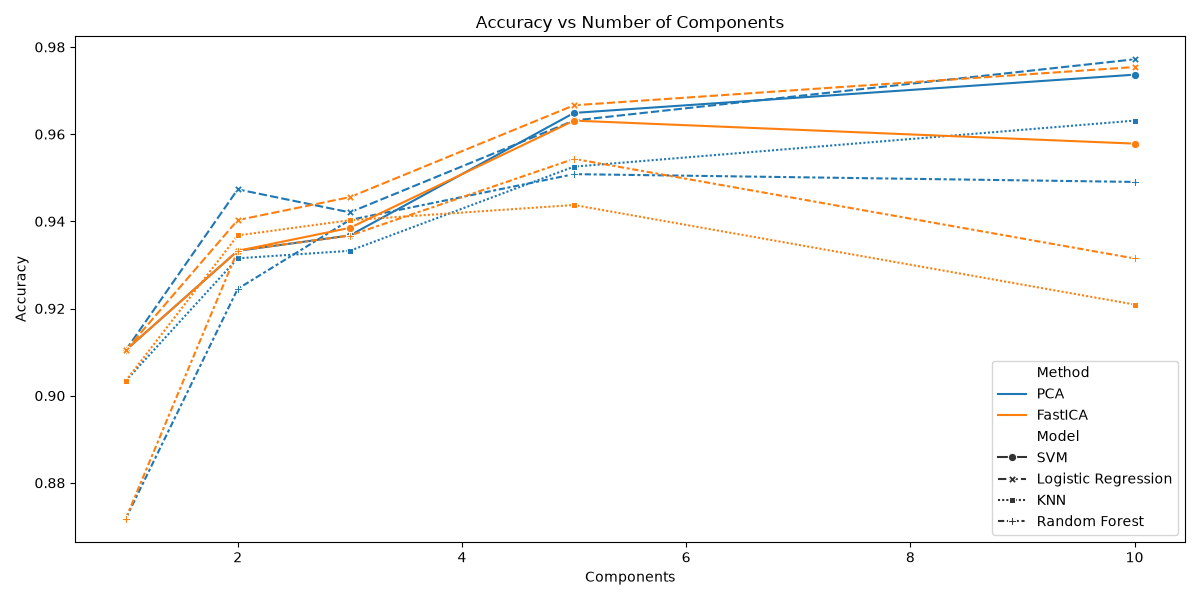 Accuracy vs Number of Components
Accuracy
0.98
0.96
0.94
0.92
0.90
0.88
2
4
6
8
10
Components
Method
PCA
FastICA
Model
SVM
Logistic Regression
KNN
Random Forest